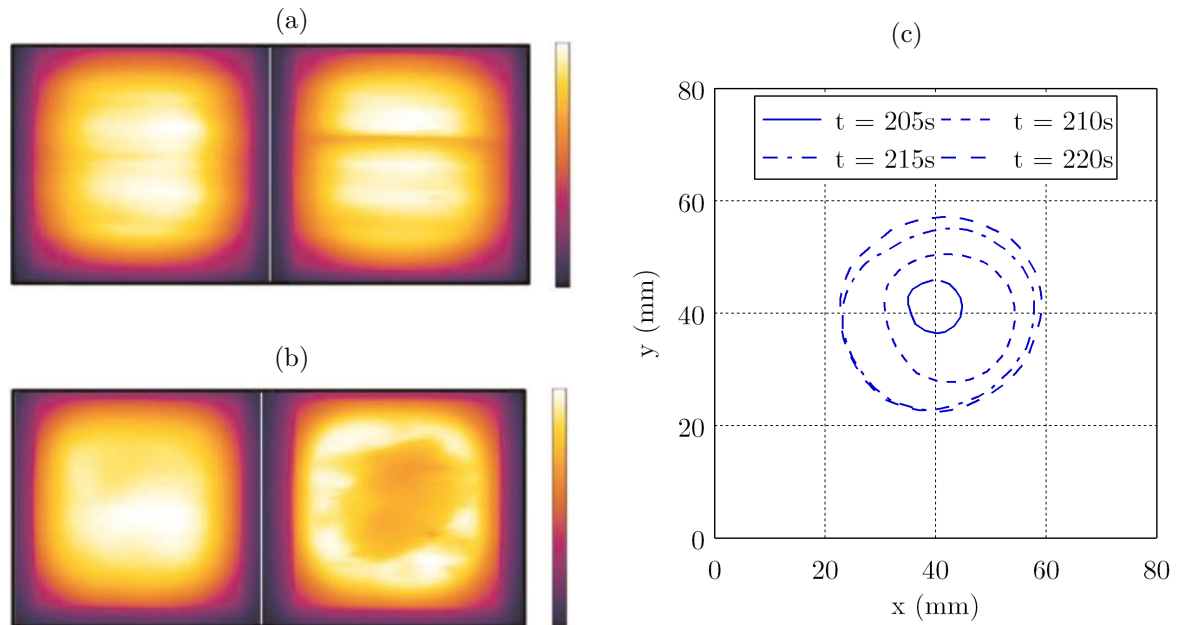 (a)
(b)
(c)
t = 205s t = 210s
t = 215s t = 220s
80
60
40
20
0
y (mm)
0 20 40 60 80
x (mm)